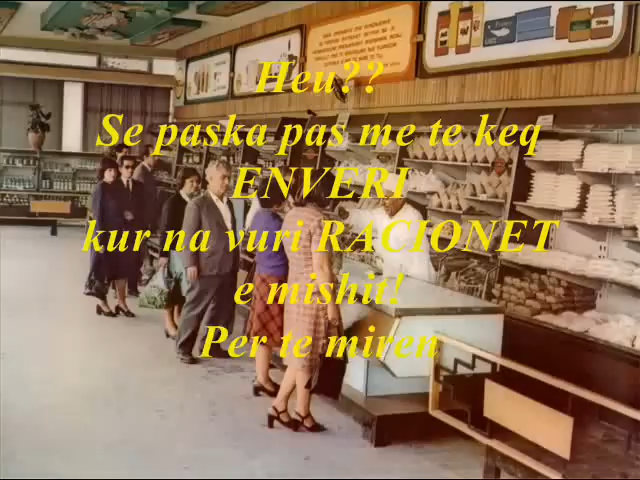 Heu??
Se paska pas me te keq
ENVERI
kur na vuri RACIONET
e mishit!
Per te miren